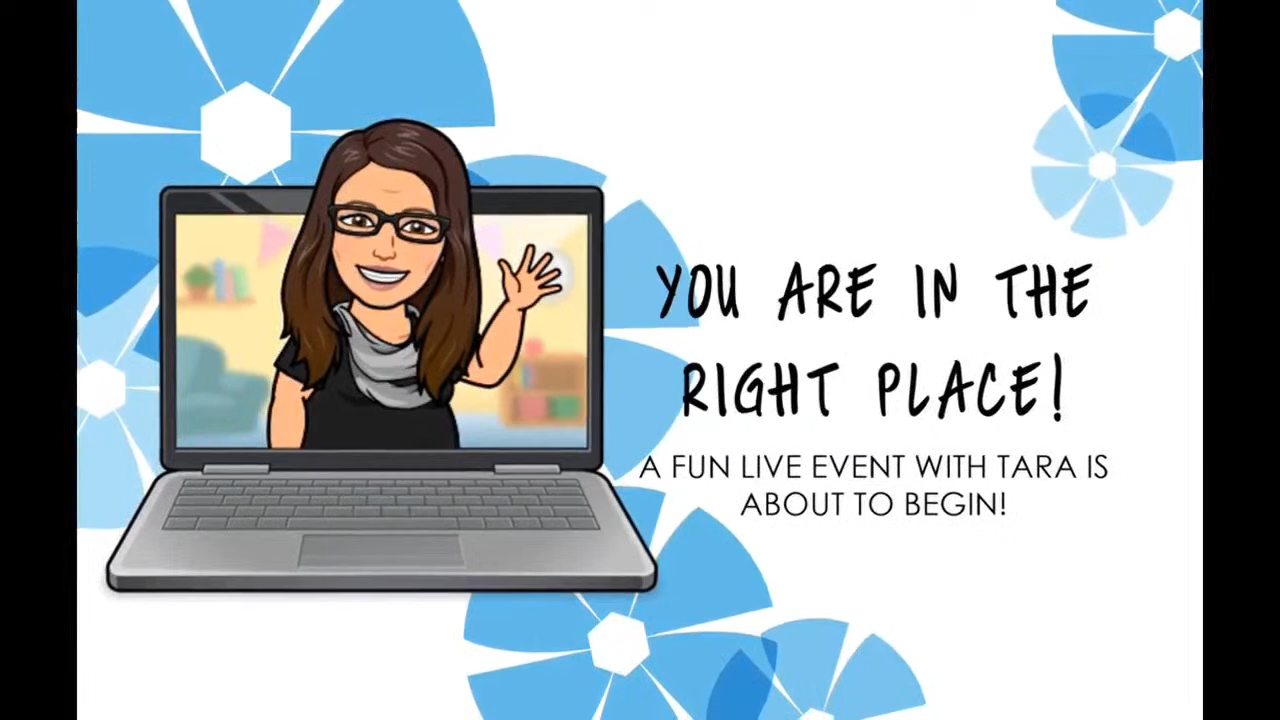 YOU ARE IN THE
RIGHT PLACE!
A FUN LIVE EVENT WITH TARA IS
ABOUT TO BEGIN!